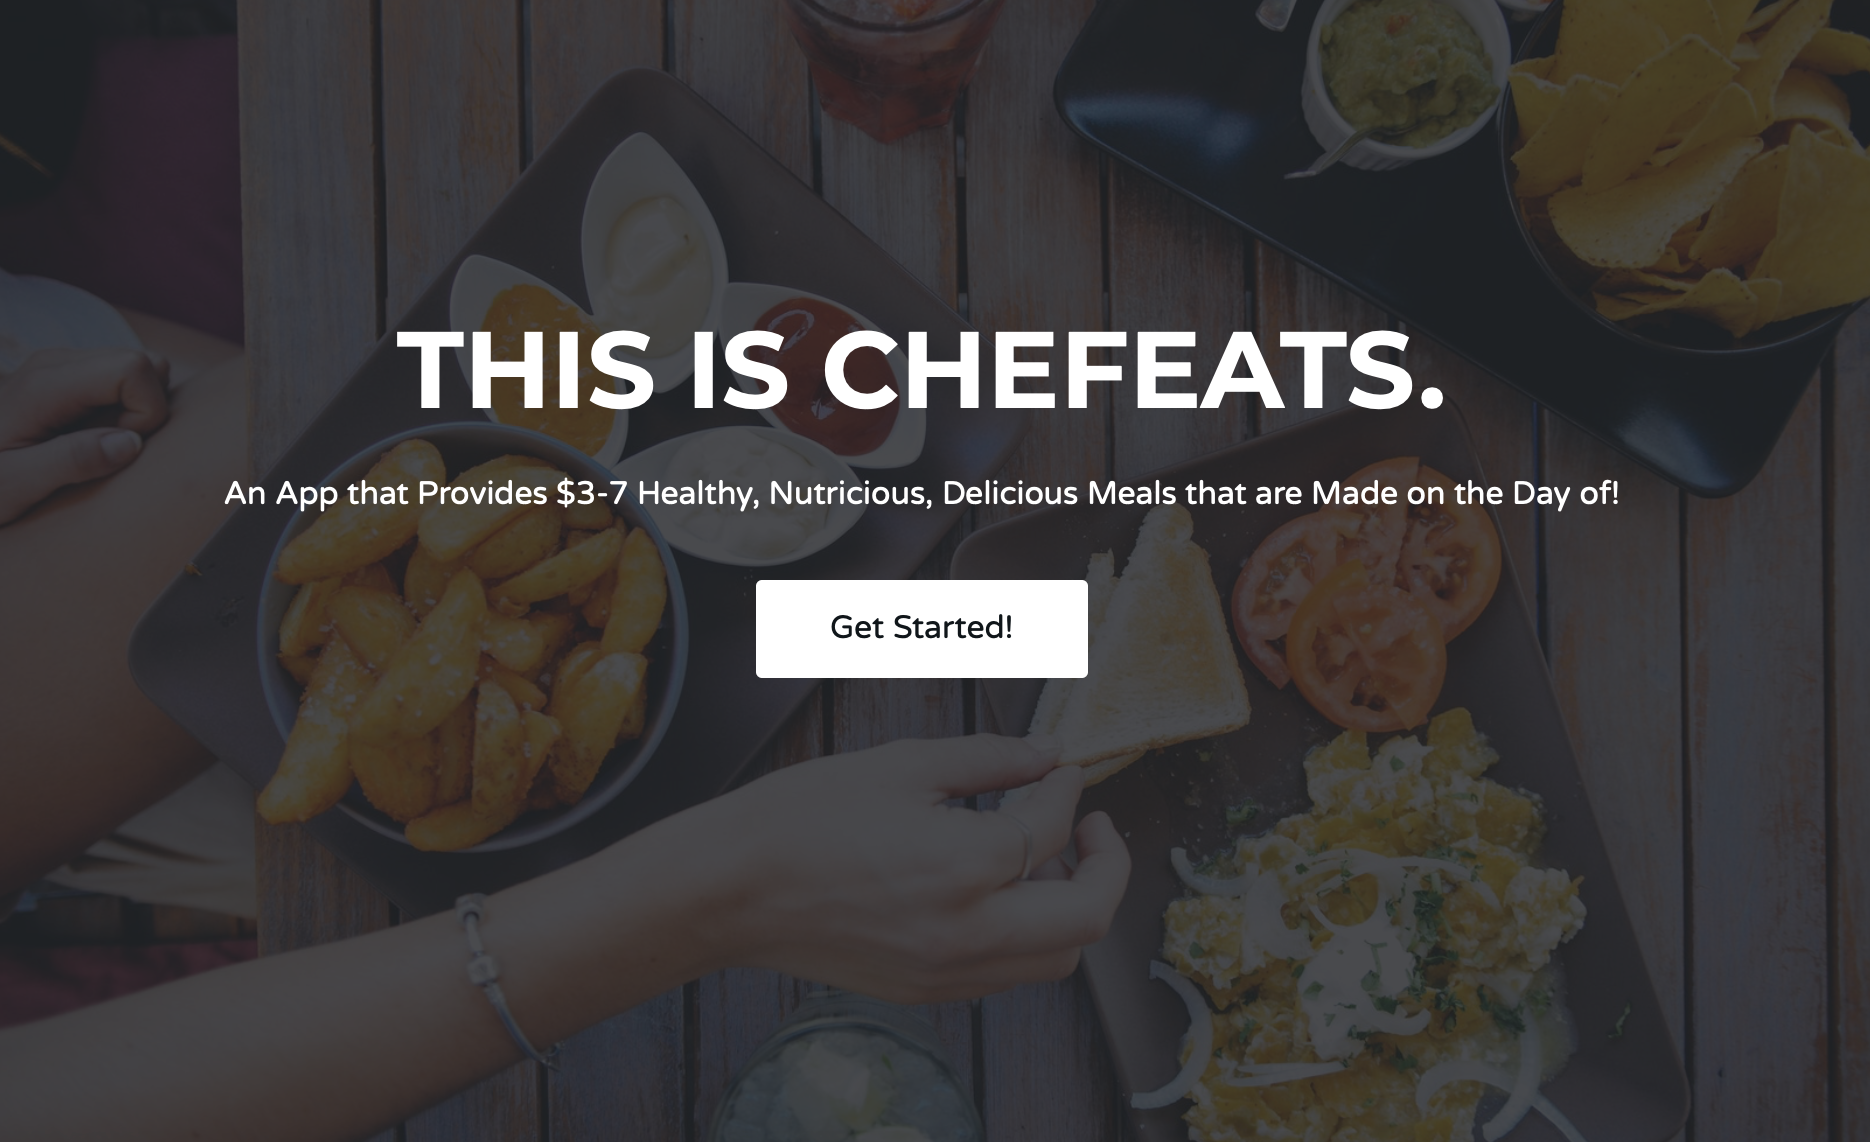 THIS IS CHEFEATS.
An App that Provides $3-7 Healthy, Nutricious, Delicious Meals that are Made on the Day of!
Get Started!